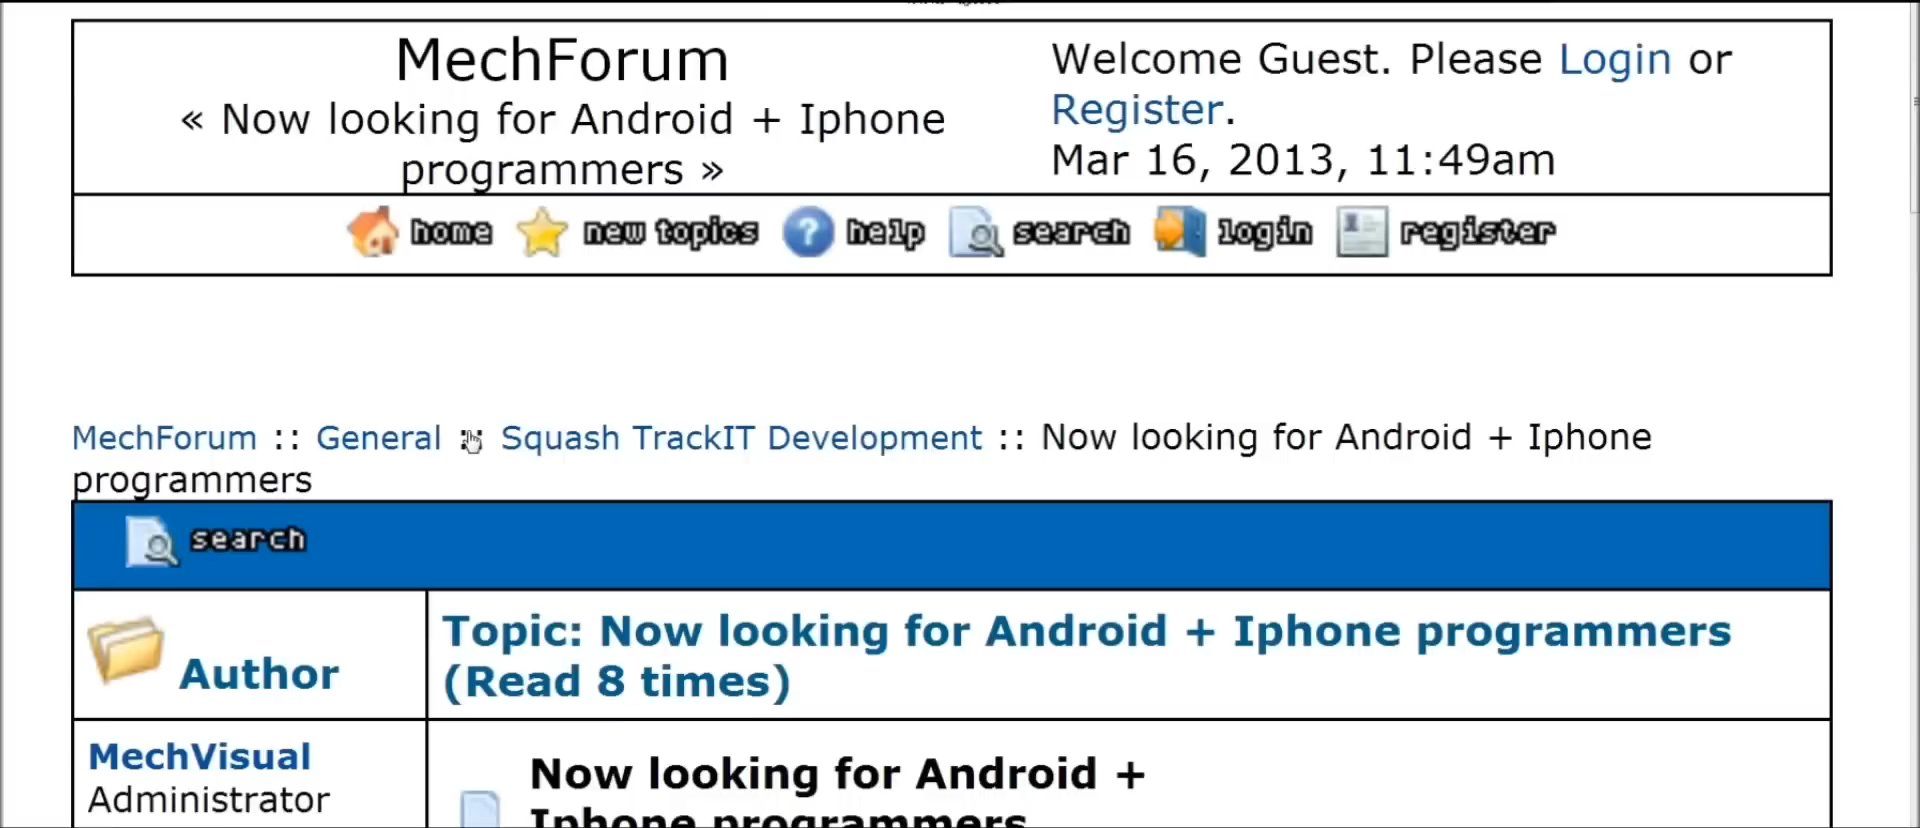 MechForum
« Now looking for Android + Iphone
programmers »
Welcome Guest. Please Login or
Register.
Mar 16, 2013, 11:49am
home new topics help search login register
MechForum :: General :: Squash TrackIT Development :: Now looking for Android + Iphone
programmers
search
Author
Topic: Now looking for Android + Iphone programmers
(Read 8 times)
MechVisual
Administrator
Now looking for Android +
Iphone programmers